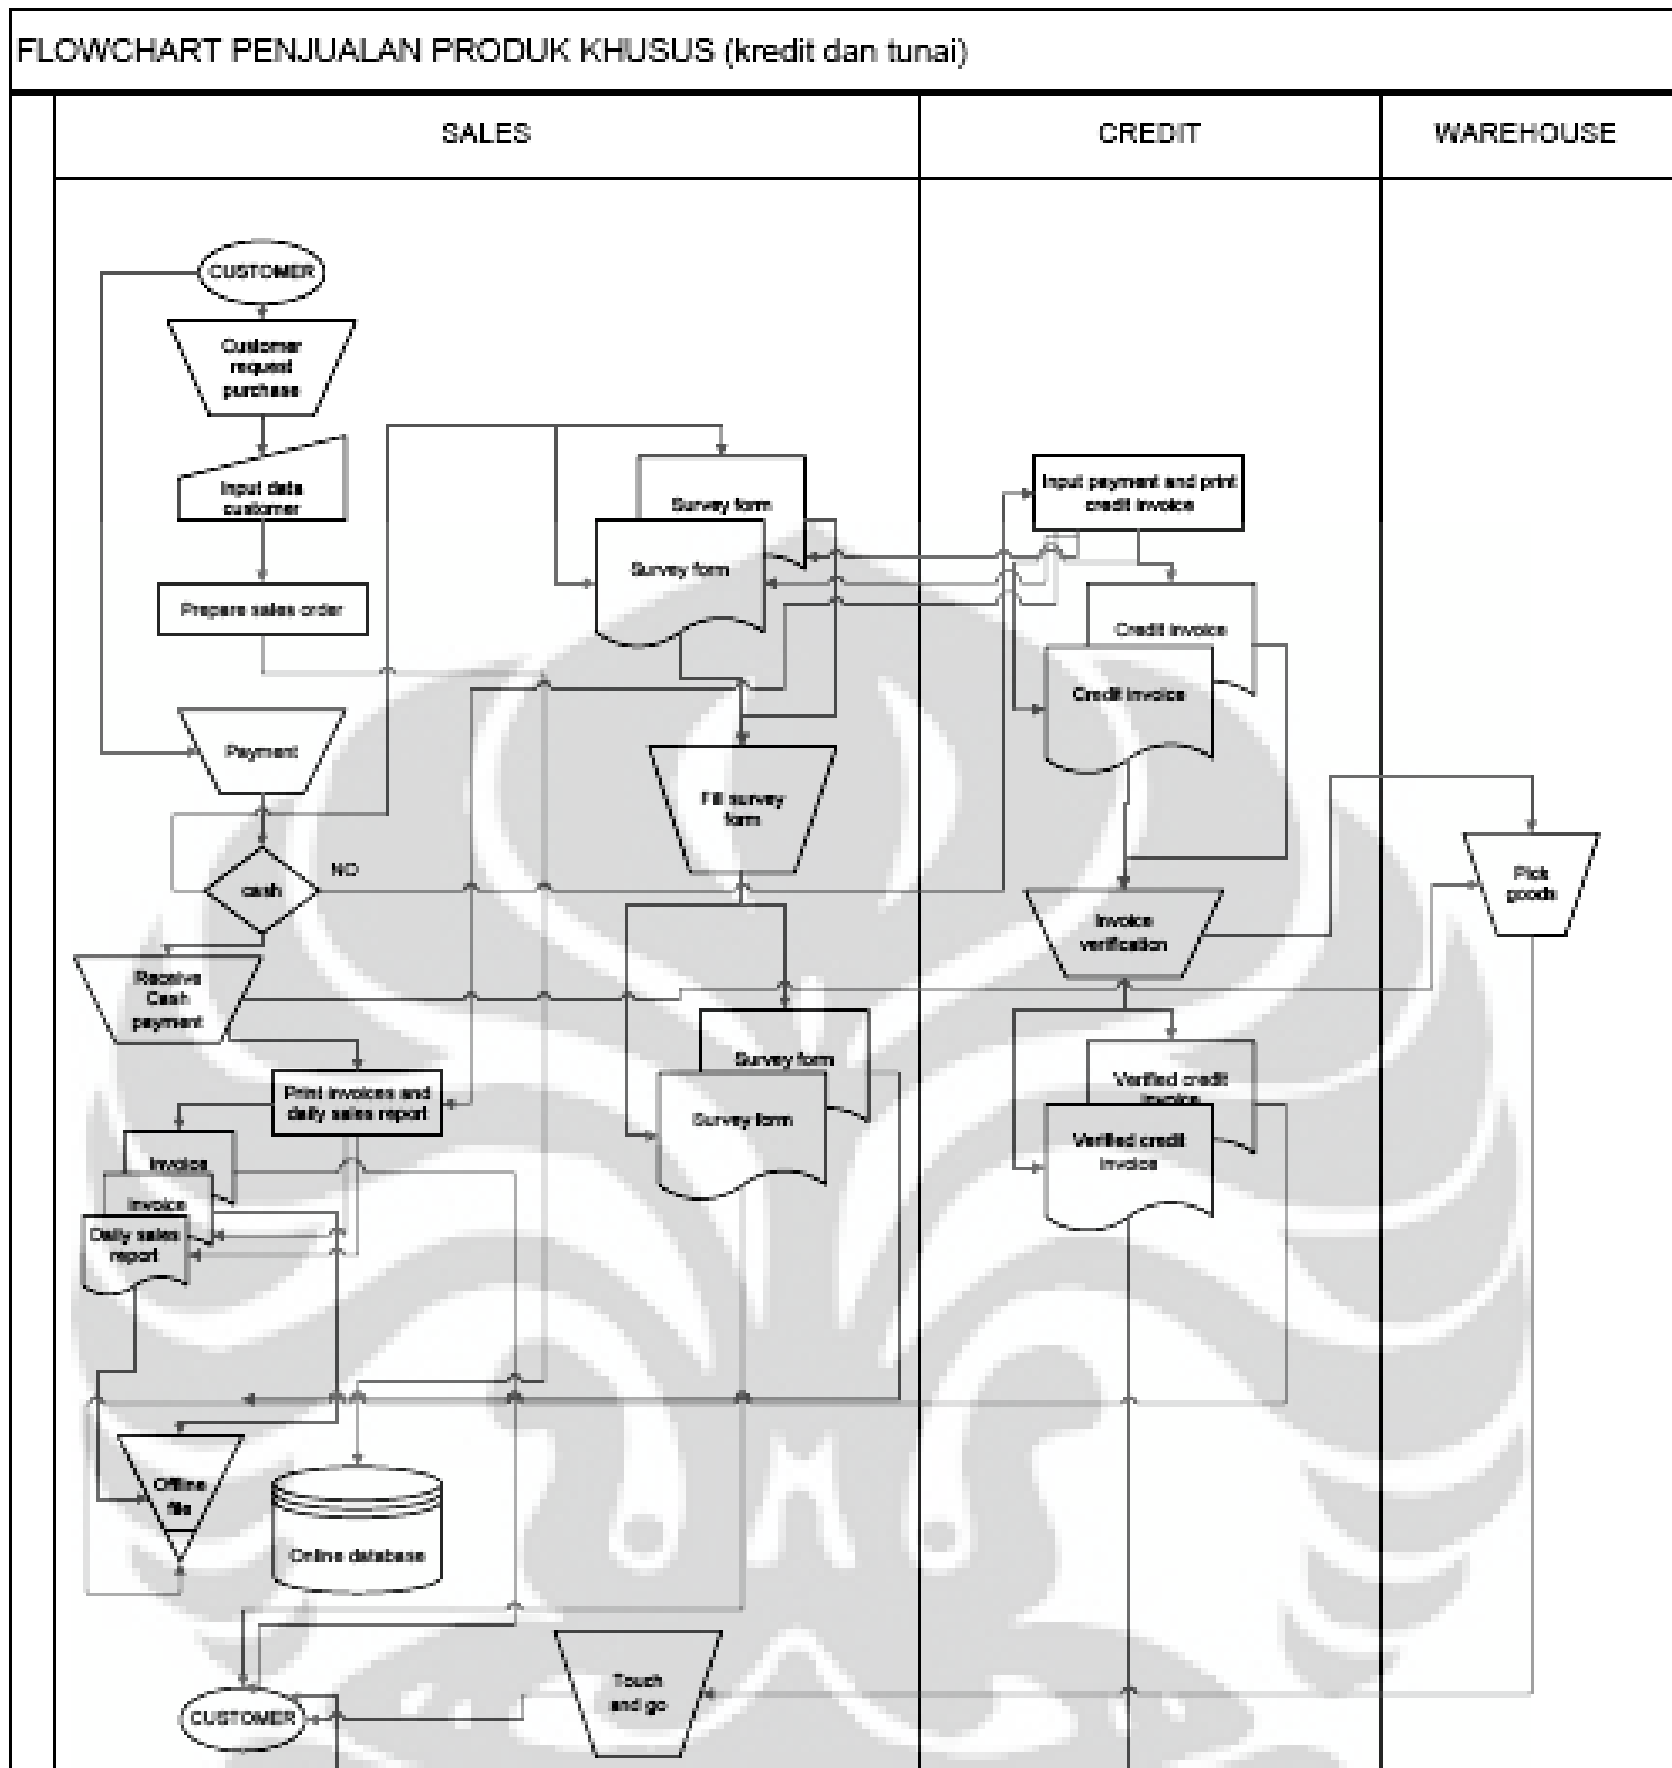 FLOWCHART PENJUALAN PRODUK KHUSUS (kredit dan tunai)
SALES
CREDIT
WAREHOUSE
CUSTOMER
Customer
request
purchase
Input data
customer
Prepare sales order
Payment
cash
NO
Receive
Cash
payment
Print invoices and
daily sales report
Invoice
Invoice
Daily sales
report
Offline
file
Online database
CUSTOMER
Survey form
Survey form
Fill survey
form
Survey form
Survey form
Touch
and go
Input payment and print
credit invoice
Credit invoice
Credit invoice
Invoice
verification
Verified credit
invoice
Verified credit
invoice
Pick
goods